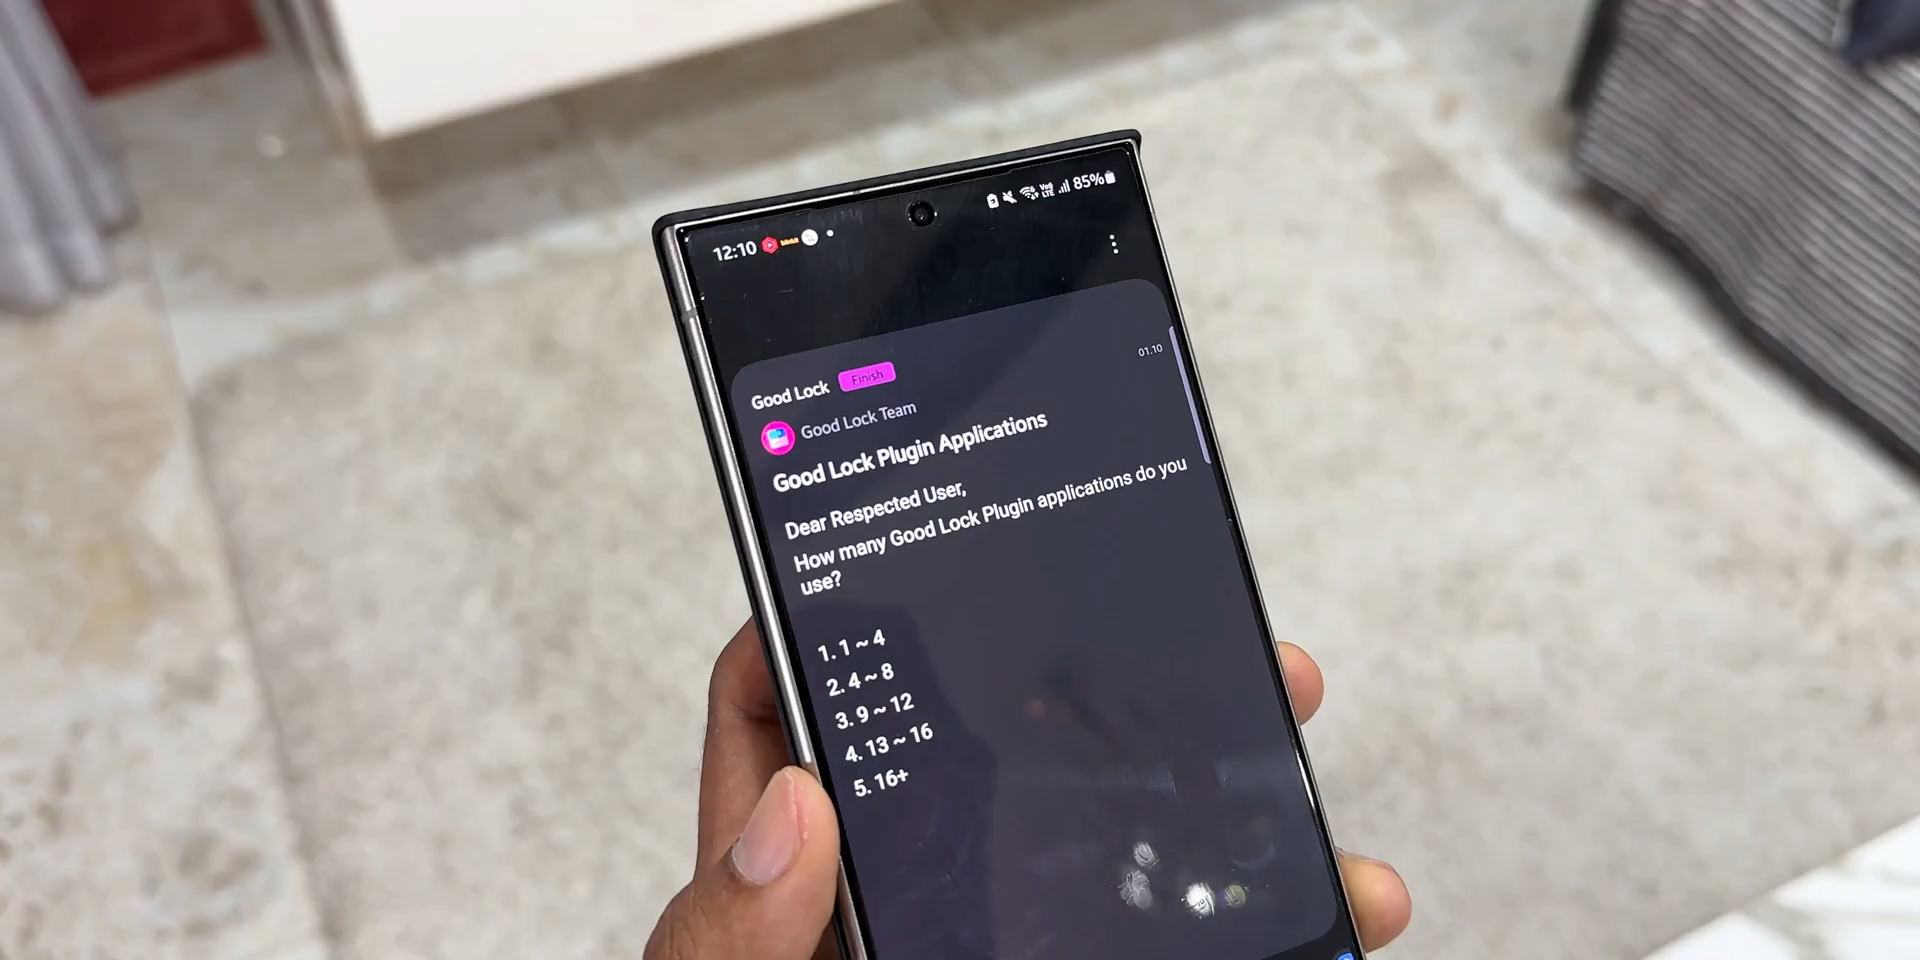 12:10
Vo)) LTE 85%
Good Lock Finish 01.10
Good Lock Team
Good Lock Plugin Applications
Dear Respected User,
How many Good Lock Plugin applications do you
use?
1. 1 ~ 4
2. 4 ~ 8
3. 9 ~ 12
4. 13 ~ 16
5. 16+